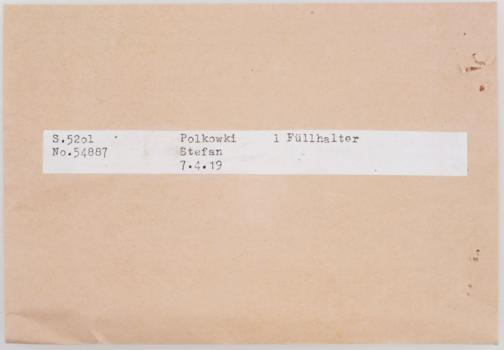 S.52ol Polkowki 1 Füllhalter
No.54887 Stefan
7.4.19